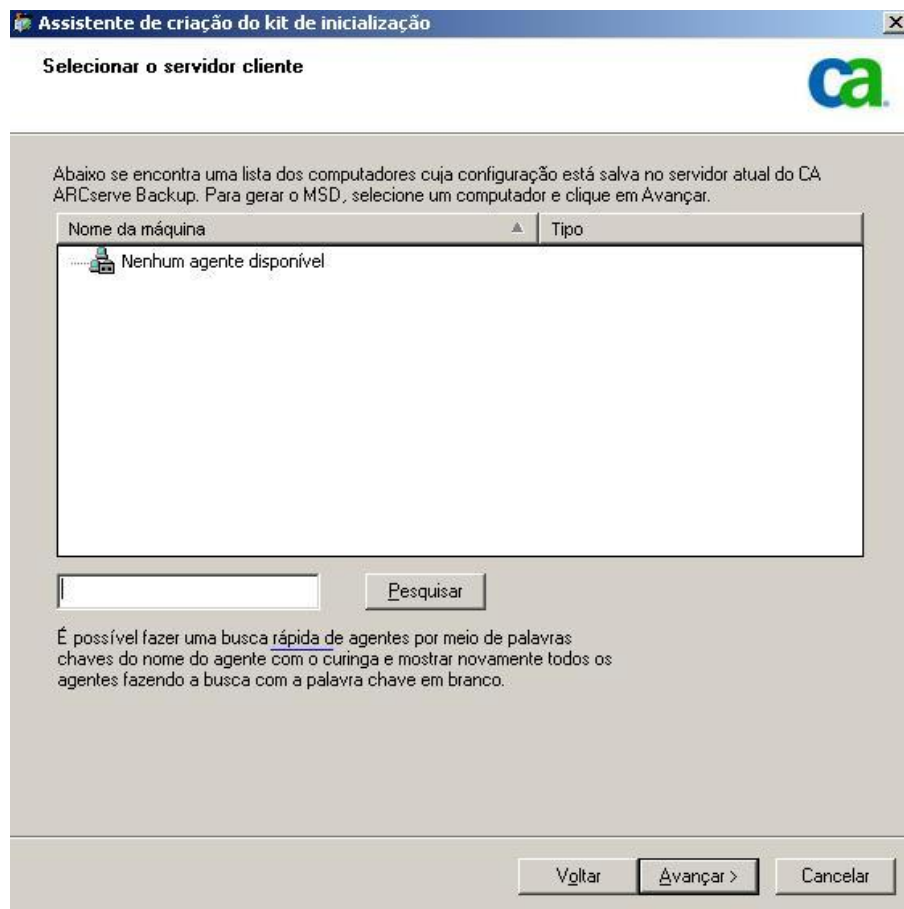 Assistente de criação do kit de inicialização
Selecionar o servidor cliente
ca
Abaixo se encontra uma lista dos computadores cuja configuração está salva no servidor atual do CA
ARCserve Backup. Para gerar o MSD, selecione um computador e clique em Avançar.
Nome da máquina Tipo
Nenhum agente disponível
Pesquisar
É possível fazer uma busca rápida de agentes por meio de palavras
chaves do nome do agente com o curinga e mostrar novamente todos os
agentes fazendo a busca com a palavra chave em branco.
Voltar Avançar > Cancelar